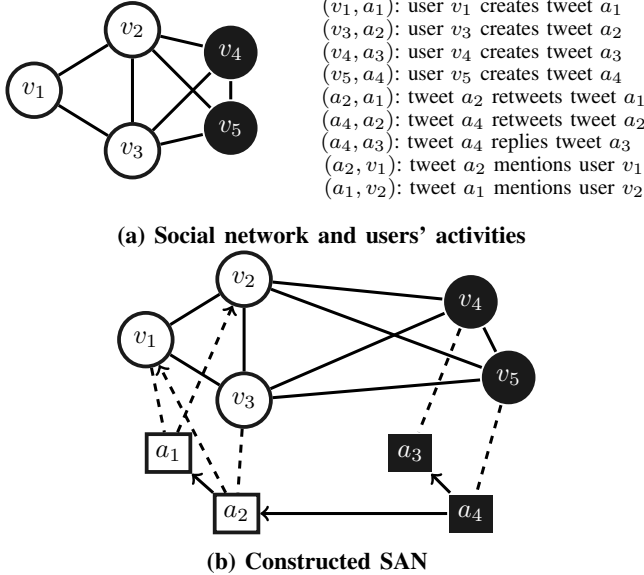 v₂
v₄
v₁
v₅
v₃
(v₁, a₁): user v₁ creates tweet a₁
(v₃, a₂): user v₃ creates tweet a₂
(v₄, a₃): user v₄ creates tweet a₃
(v₅, a₄): user v₅ creates tweet a₄
(a₂, a₁): tweet a₂ retweets tweet a₁
(a₄, a₂): tweet a₄ retweets tweet a₂
(a₄, a₃): tweet a₄ replies tweet a₃
(a₂, v₁): tweet a₂ mentions user v₁
(a₁, v₂): tweet a₁ mentions user v₂
(a) Social network and users' activities
v₂
v₄
v₁
v₅
v₃
a₁
a₃
a₂
a₄
(b) Constructed SAN